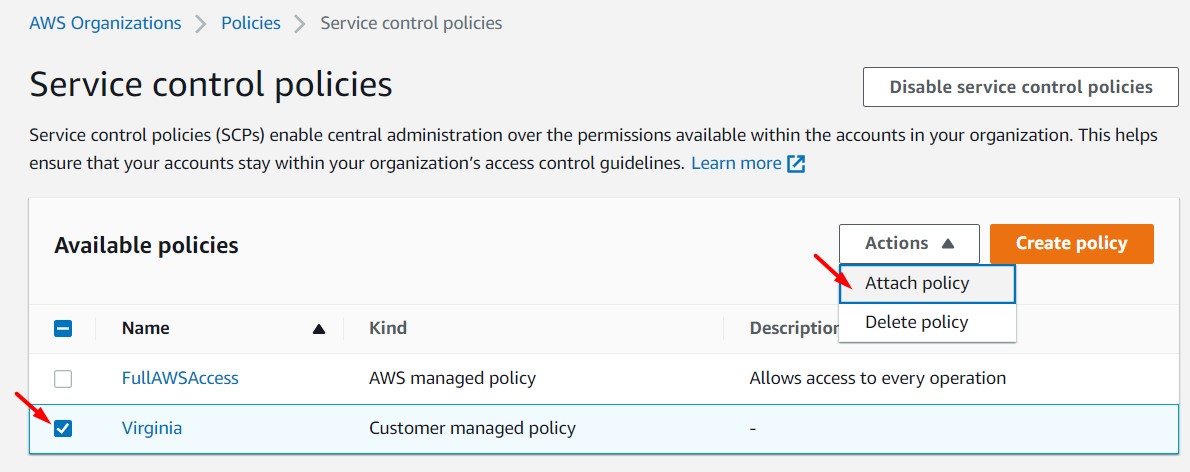 AWS Organizations > Policies > Service control policies
Service control policies
Disable service control policies
Service control policies (SCPs) enable central administration over the permissions available within the accounts in your organization. This helps
ensure that your accounts stay within your organization's access control guidelines. Learn more
Available policies
Actions
Create policy
Attach policy
Delete policy
Name Kind Description
FullAWSAccess AWS managed policy Allows access to every operation
Virginia Customer managed policy -